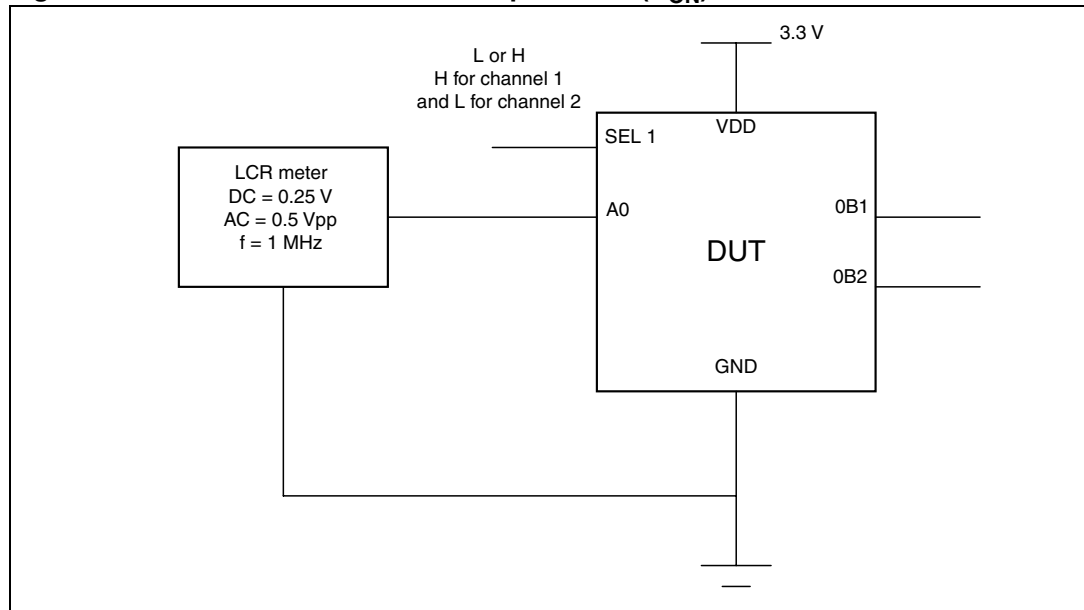 3.3 V
L or H
H for channel 1
and L for channel 2
SEL 1
VDD
LCR meter
DC = 0.25 V
AC = 0.5 Vpp
f = 1 MHz
A0
0B1
DUT
0B2
GND